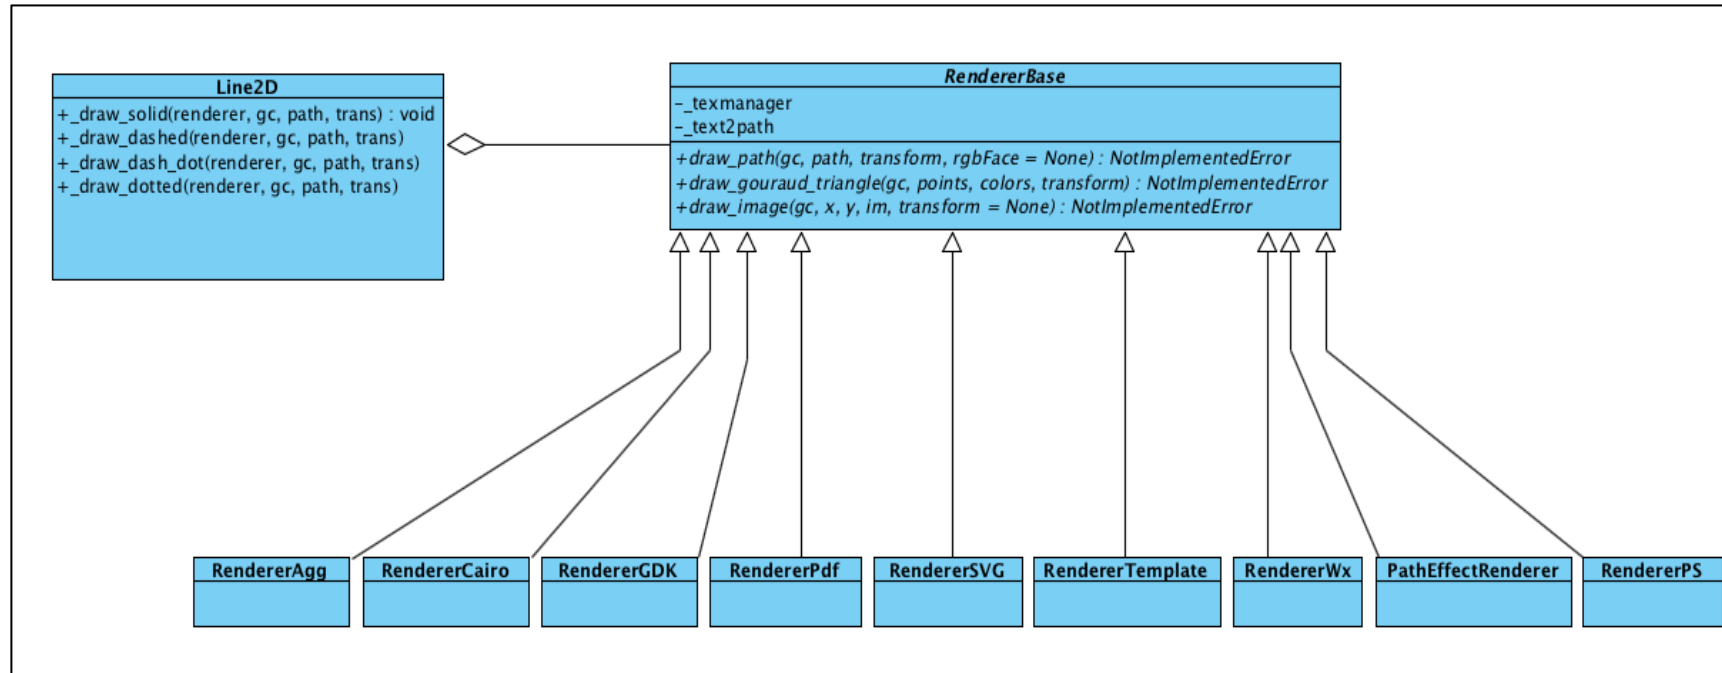 Line2D
+_draw_solid(renderer, gc, path, trans) : void
+_draw_dashed(renderer, gc, path, trans)
+_draw_dash_dot(renderer, gc, path, trans)
+_draw_dotted(renderer, gc, path, trans)
RendererBase
-_texmanager
-_text2path
+draw_path(gc, path, transform, rgbFace = None) : NotImplementedError
+draw_gouraud_triangle(gc, points, colors, transform) : NotImplementedError
+draw_image(gc, x, y, im, transform = None) : NotImplementedError
RendererAgg
RendererCairo
RendererGDK
RendererPdf
RendererSVG
RendererTemplate
RendererWx
PathEffectRenderer
RendererPS